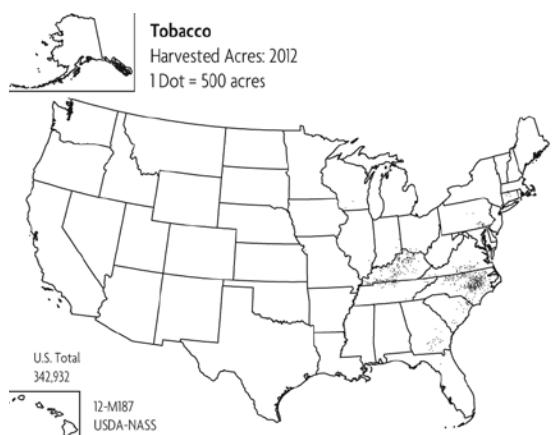 Tobacco
Harvested Acres: 2012
1 Dot = 500 acres
U.S. Total
342,932
12-M187
USDA-NASS